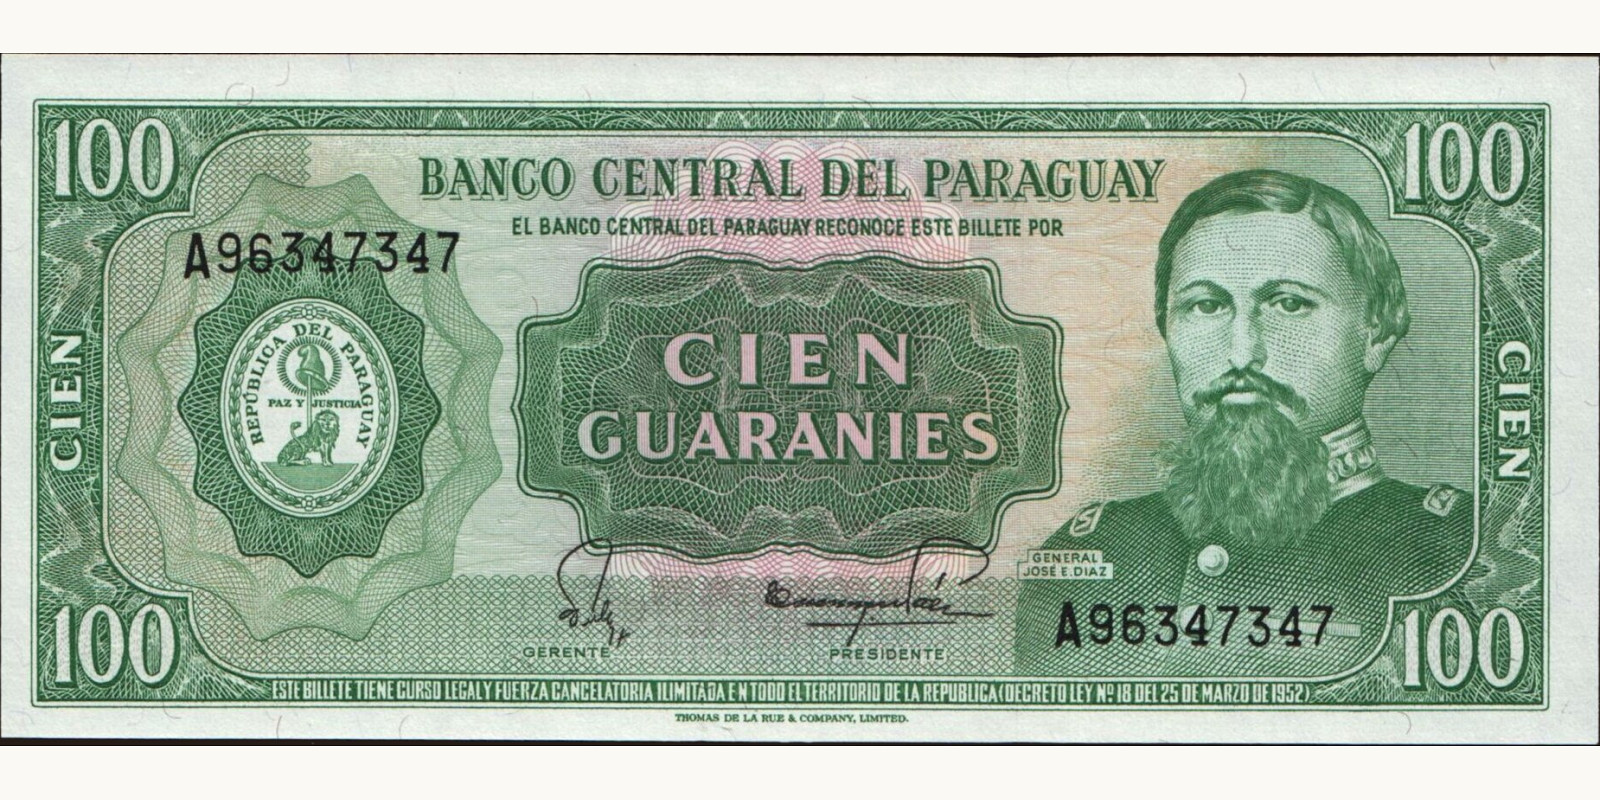 100
100
BANCO CENTRAL DEL PARAGUAY
EL BANCO CENTRAL DEL PARAGUAY RECONOCE ESTE BILLETE POR
A96347347
REPÚBLICA DEL PARAGUAY
PAZ Y JUSTICIA
CIEN
CIEN
GUARANIES
CIEN
GENERAL
JOSÉ E. DIAZ
A96347347
GERENTE
PRESIDENTE
100
100
ESTE BILLETE TIENE CURSO LEGAL Y FUERZA CANCELATORIA ILIMITADA EN TODO EL TERRITORIO DE LA REPUBLICA (DECRETO LEY Nº 18 DEL 25 DE MARZO DE 1952)
THOMAS DE LA RUE & COMPANY, LIMITED.